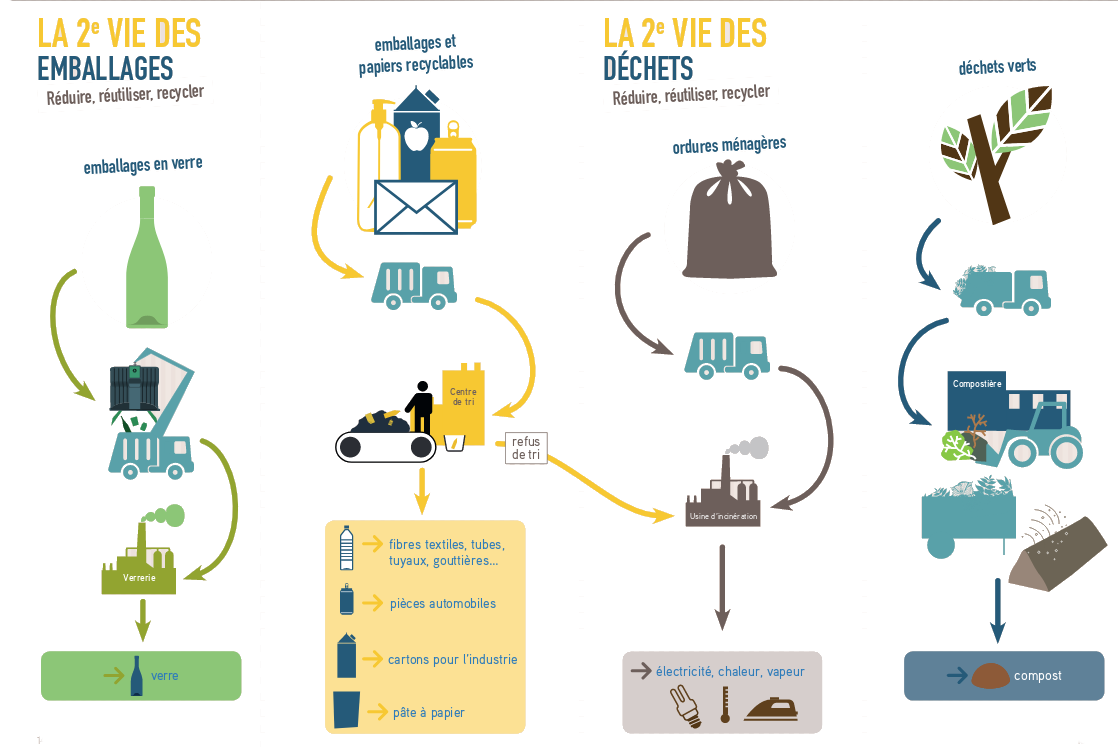 LA 2e VIE DES
EMBALLAGES
Réduire, réutiliser, recycler
emballages en verre
Verrerie
verre
emballages et
papiers recyclables
Centre
de tri
refus
de tri
fibres textiles, tubes,
tuyaux, gouttières...
pièces automobiles
cartons pour l'industrie
pâte à papier
LA 2e VIE DES
DÉCHETS
Réduire, réutiliser, recycler
ordures ménagères
Usine d'incinération
électricité, chaleur, vapeur
déchets verts
Compostière
compost